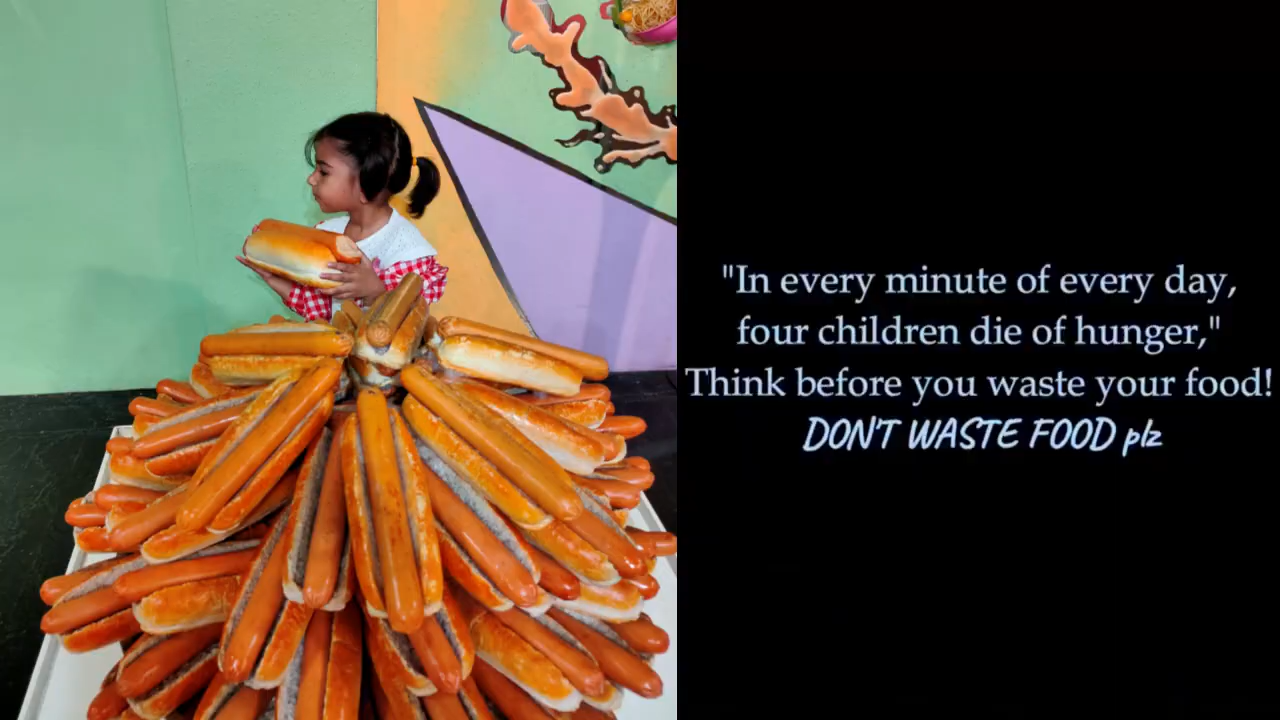 "In every minute of every day,
four children die of hunger,"
Think before you waste your food!
DON'T WASTE FOOD plz